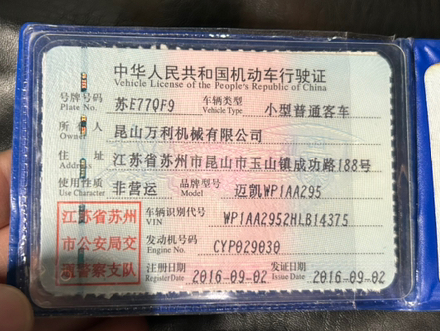 中华人民共和国机动车行驶证
Vehicle License of the People's Republic of China
号牌号码 苏E77QF9 车辆类型 小型普通客车
Plate No. Vehicle Type
所有人 昆山万利机械有限公司
Owner
住址 江苏省苏州市昆山市玉山镇成功路188号
Address
使用性质 非营运 品牌型号 迈凯WP1AA295
Use Character Model
江苏省苏州
市公安局交
通警察支队
车辆识别代号 WP1AA2952HLB14375
VIN
发动机号码 CYP029030
Engine No.
注册日期 2016-09-02 发证日期 2016-09-02
Register Date Issue Date